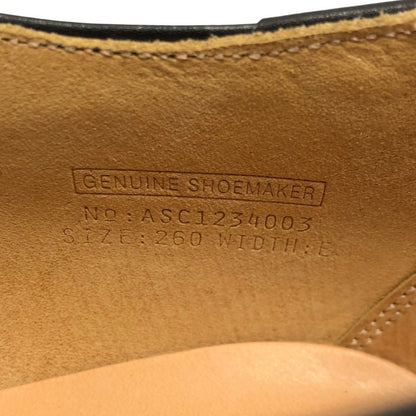 GENUINE SHOEMAKER
No:ASC1234003
SIZE:260 WIDTH:E